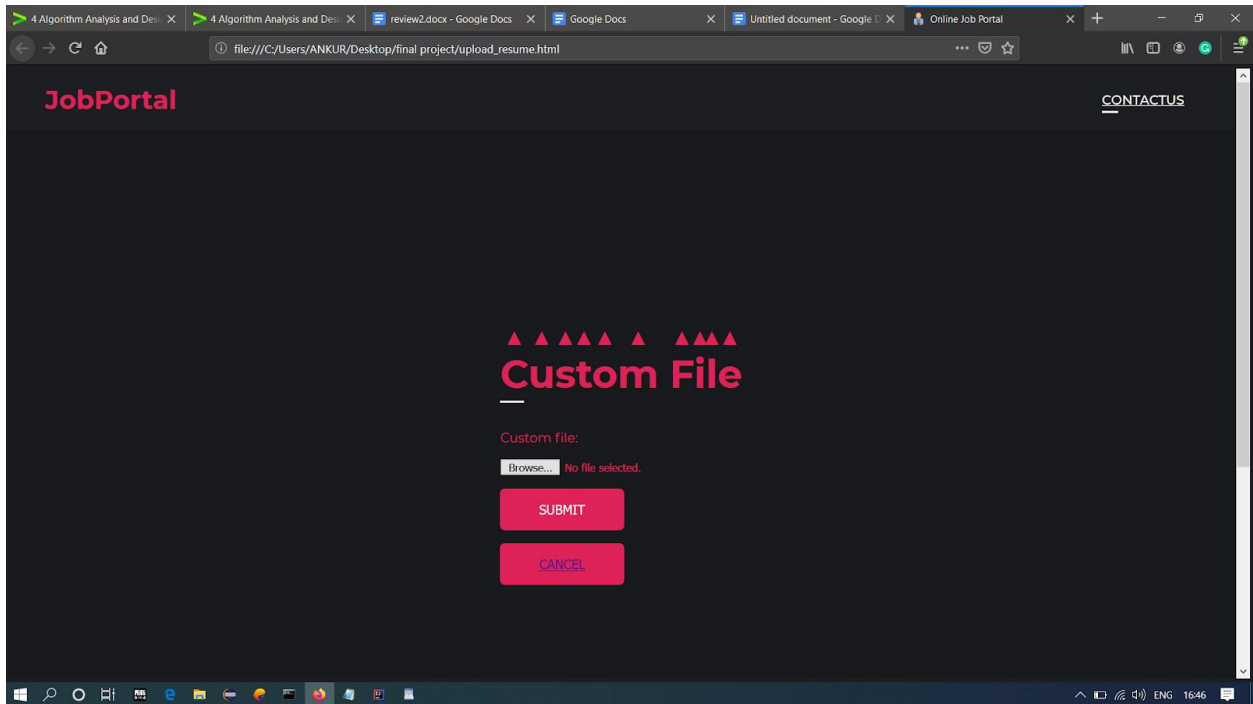 4 Algorithm Analysis and Desi
4 Algorithm Analysis and Desi
review2.docx - Google Docs
Google Docs
Untitled document - Google D
Online Job Portal
file:///C:/Users/ANKUR/Desktop/final project/upload_resume.html
JobPortal
CONTACTUS
Custom File
Custom file:
Browse... No file selected.
SUBMIT
CANCEL
ENG 16:46